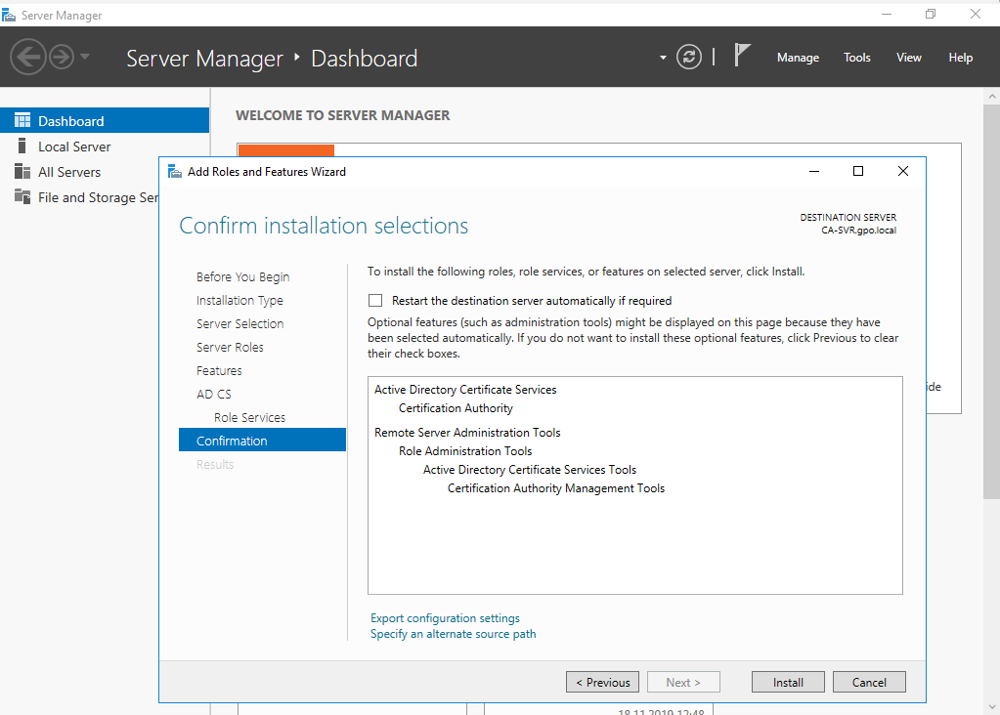 Server Manager
Server Manager ‣ Dashboard
Manage
Tools
View
Help
Dashboard
Local Server
All Servers
File and Storage Ser
WELCOME TO SERVER MANAGER
Add Roles and Features Wizard
Confirm installation selections
DESTINATION SERVER
CA-SVR.gpo.local
Before You Begin
Installation Type
Server Selection
Server Roles
Features
AD CS
Role Services
Confirmation
Results
To install the following roles, role services, or features on selected server, click Install.
Restart the destination server automatically if required
Optional features (such as administration tools) might be displayed on this page because they have
been selected automatically. If you do not want to install these optional features, click Previous to clear
their check boxes.
Active Directory Certificate Services
Certification Authority
Remote Server Administration Tools
Role Administration Tools
Active Directory Certificate Services Tools
Certification Authority Management Tools
ide
Export configuration settings
Specify an alternate source path
< Previous
Next >
Install
Cancel
18.11.2019 12:48